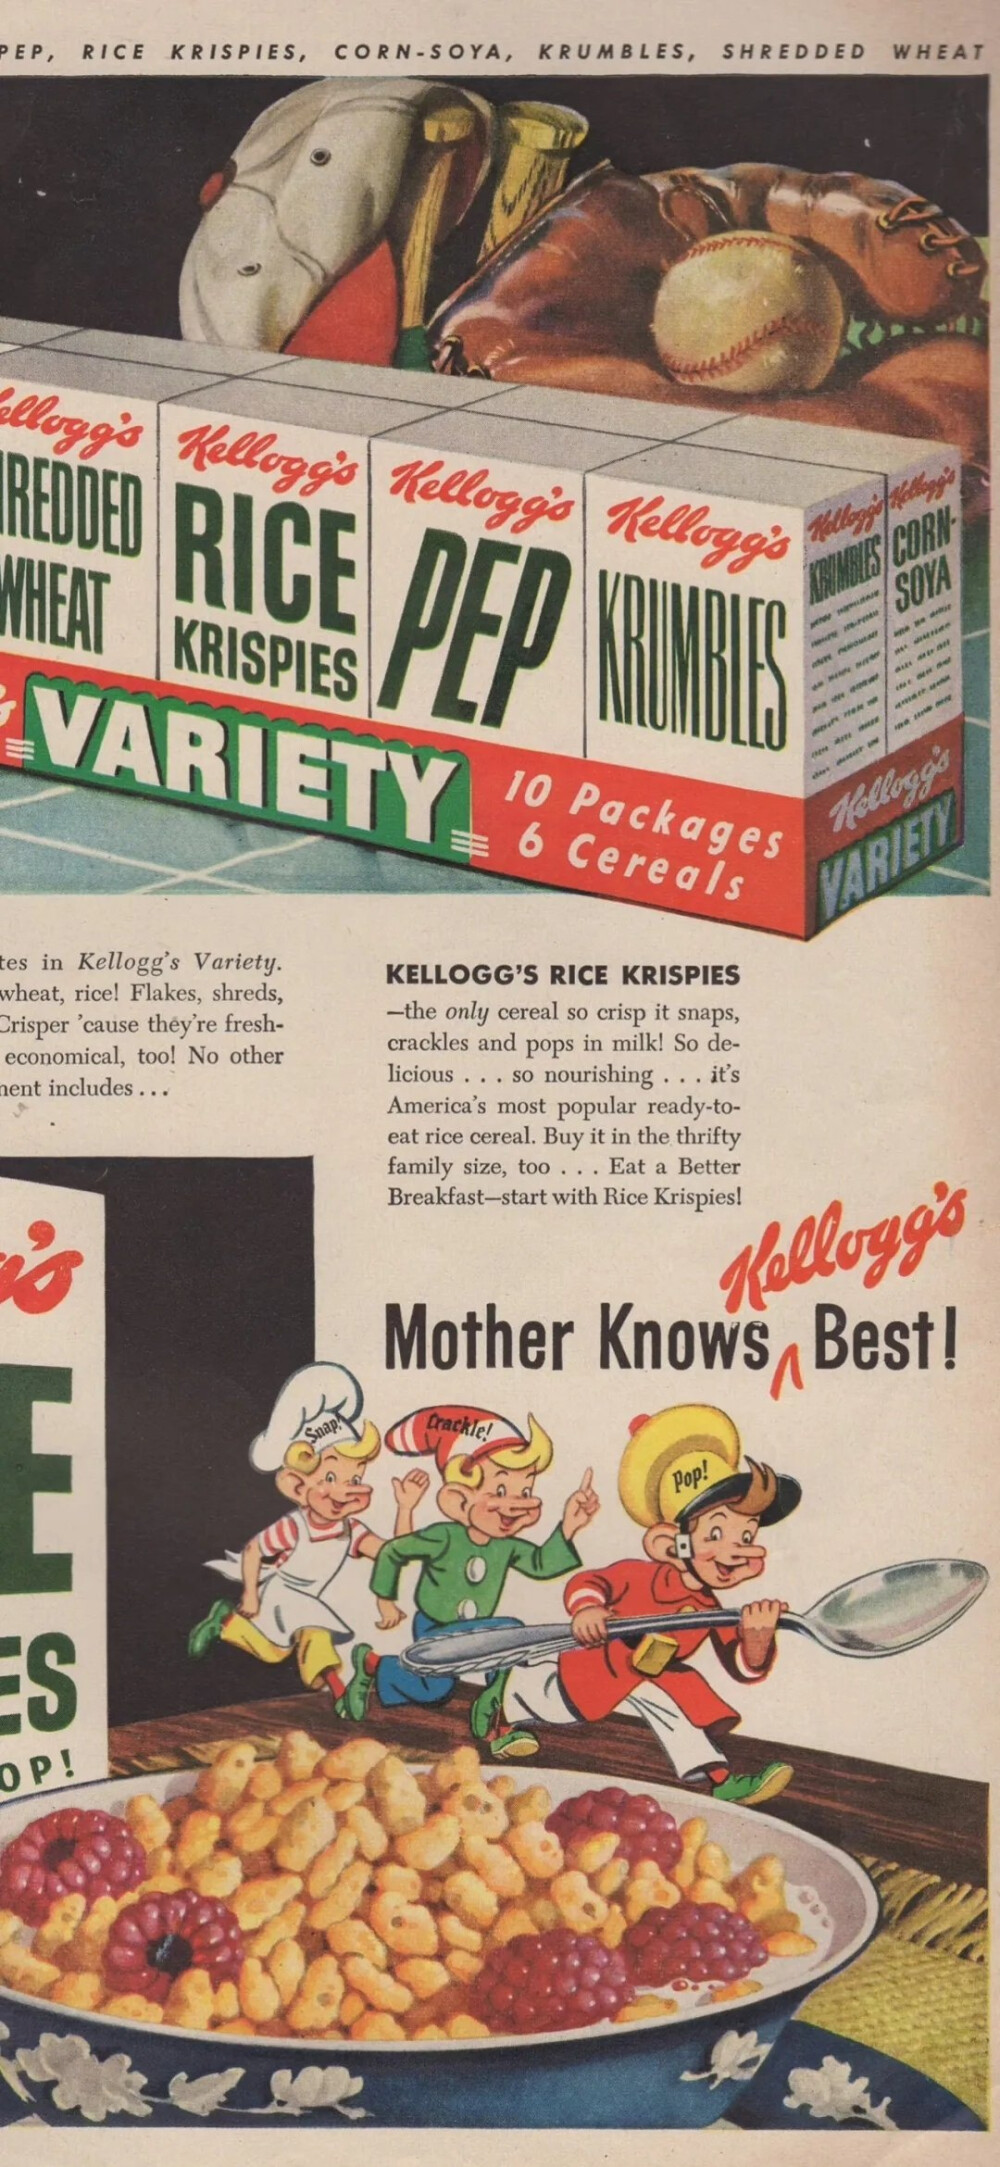 PEP, RICE KRISPIES, CORN-SOYA, KRUMBLES, SHREDDED WHEAT
ellogg's
HREDDED
WHEAT
Kellogg's
RICE
KRISPIES
Kellogg's
PEP
Kellogg's
KRUMBLES
Kellogg's
KRUMBLES
Kellogg's
CORN-
SOYA
VARIETY
10 Packages
6 Cereals
Kellogg's
VARIETY
tes in Kellogg's Variety.
wheat, rice! Flakes, shreds,
Crisper 'cause they're fresh-
economical, too! No other
ment includes . . .
KELLOGG'S RICE KRISPIES
—the only cereal so crisp it snaps,
crackles and pops in milk! So de-
licious . . . so nourishing . . . it's
America's most popular ready-to-
eat rice cereal. Buy it in the thrifty
family size, too . . . Eat a Better
Breakfast—start with Rice Krispies!
Kellogg's
Mother Knows Best!
g's
E
ES
OP!
Snap!
Crackle!
Pop!